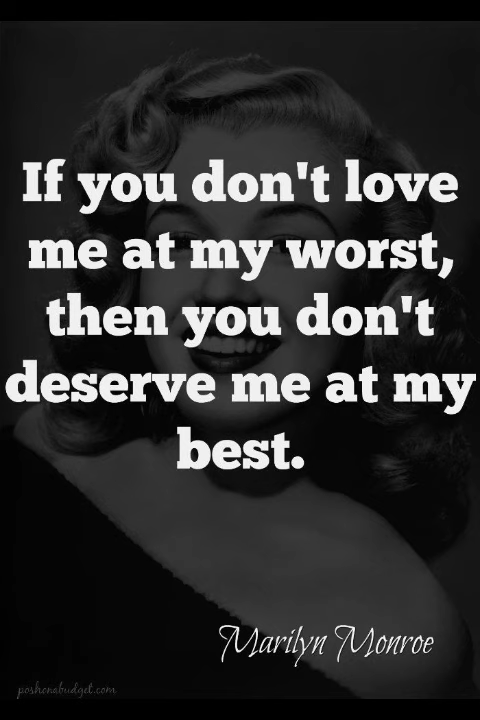 If you don't love
me at my worst,
then you don't
deserve me at my
best.
Marilyn Monroe
poshonabudget.com